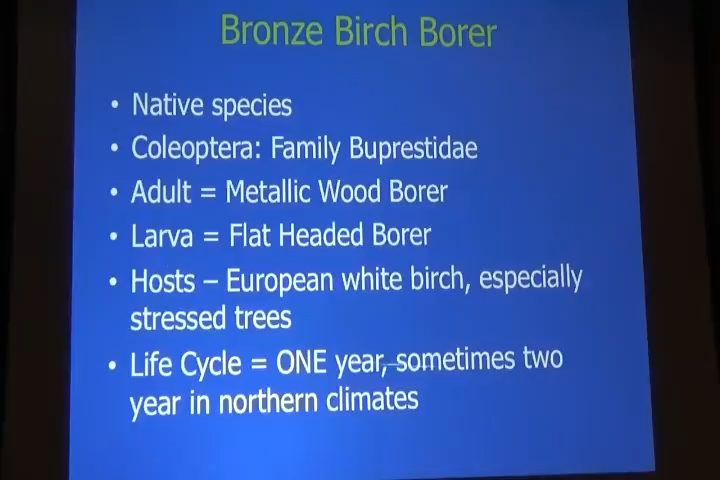 Bronze Birch Borer
• Native species
• Coleoptera: Family Buprestidae
• Adult = Metallic Wood Borer
• Larva = Flat Headed Borer
• Hosts – European white birch, especially
stressed trees
• Life Cycle = ONE year, sometimes two
year in northern climates